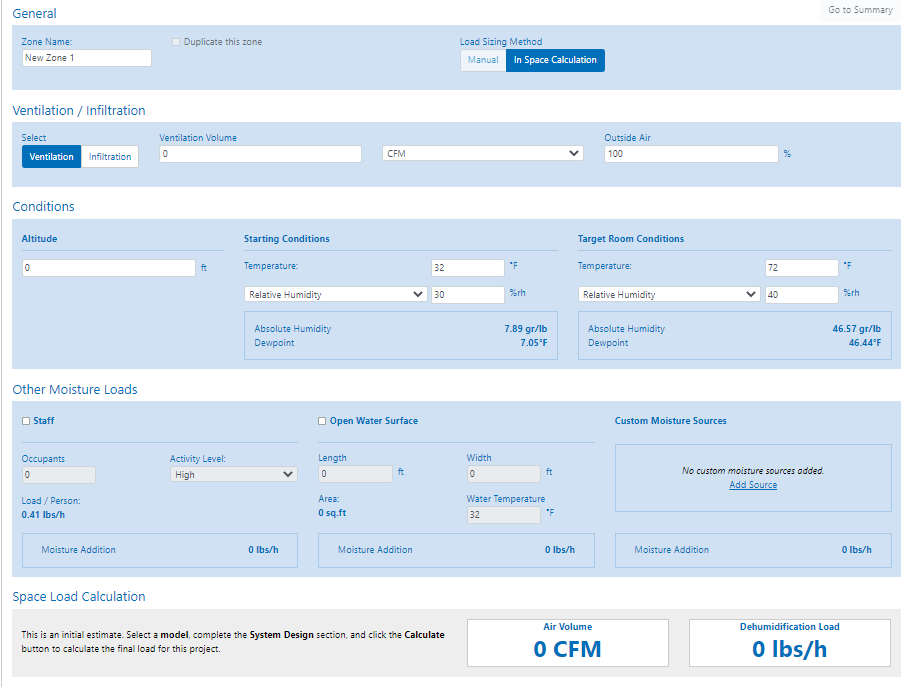 General
Go to Summary
Zone Name:
Duplicate this zone
Load Sizing Method
New Zone 1
Manual
In Space Calculation
Ventilation / Infiltration
Select
Ventilation Volume
Outside Air
Ventilation
Infiltration
0
CFM
100
%
Conditions
Altitude
Starting Conditions
Target Room Conditions
0
ft
Temperature:
32
°F
Temperature:
72
°F
Relative Humidity
30
%rh
Relative Humidity
40
%rh
Absolute Humidity
7.89 gr/lb
Dewpoint
7.05°F
Absolute Humidity
46.57 gr/lb
Dewpoint
46.44°F
Other Moisture Loads
Staff
Open Water Surface
Custom Moisture Sources
Occupants
Activity Level:
0
High
Load / Person:
0.41 lbs/h
Moisture Addition
0 lbs/h
Length
Width
0
ft
0
ft
Area:
Water Temperature
0 sq.ft
32
°F
Moisture Addition
0 lbs/h
No custom moisture sources added.
Add Source
Moisture Addition
0 lbs/h
Space Load Calculation
This is an initial estimate. Select a model, complete the System Design section, and click the Calculate
button to calculate the final load for this project.
Air Volume
0 CFM
Dehumidification Load
0 lbs/h